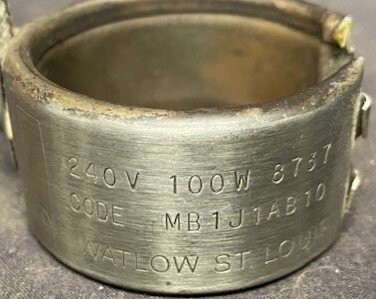 240V 100W 8737
CODE MB1J1AB10
WATLOW ST LOUIS